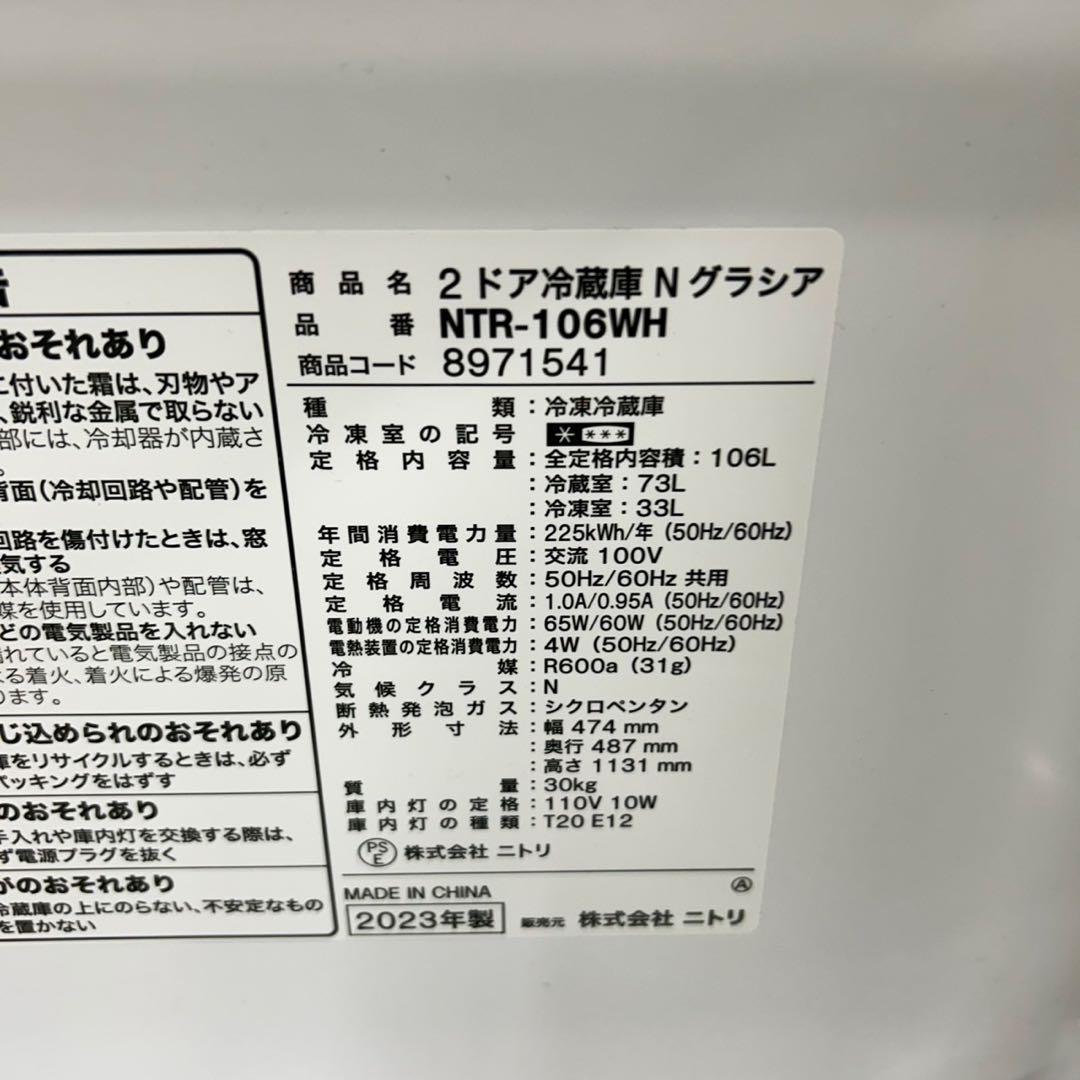 おそれあり
に付いた霜は、刃物やア
、鋭利な金属で取らない
部には、冷却器が内蔵さ
。
背面(冷却回路や配管)を
回路を傷付けたときは、窓
気する
本体背面内部)や配管は、
媒を使用しています。
どの電気製品を入れない
れていると電気製品の接点の
よる着火、着火による爆発の原
ります。
じ込められのおそれあり
庫をリサイクルするときは、必ず
パッキングをはずす
のおそれあり
手入れや庫内灯を交換する際は、
ず電源プラグを抜く
がのおそれあり
冷蔵庫の上にのらない、不安定なもの
を置かない
商品名 2ドア冷蔵庫 N グラシア
品番 NTR-106WH
商品コード 8971541
種類:冷凍冷蔵庫
冷凍室の記号 * ***
定格内容量:全定格内容積:106L
:冷蔵室:73L
:冷凍室:33L
年間消費電力量:225kWh/年 (50Hz/60Hz)
定格電圧:交流 100V
定格周波数:50Hz/60Hz 共用
定格電流:1.0A/0.95A (50Hz/60Hz)
電動機の定格消費電力:65W/60W (50Hz/60Hz)
電熱装置の定格消費電力:4W (50Hz/60Hz)
冷媒:R600a (31g)
気候クラス:N
断熱発泡ガス:シクロペンタン
外形寸法:幅 474 mm
:奥行 487 mm
:高さ 1131 mm
質量:30kg
庫内灯の定格:110V 10W
庫内灯の種類:T20 E12
PSE 株式会社 ニトリ
MADE IN CHINA Ⓐ
2023年製 販売元 株式会社 ニトリ